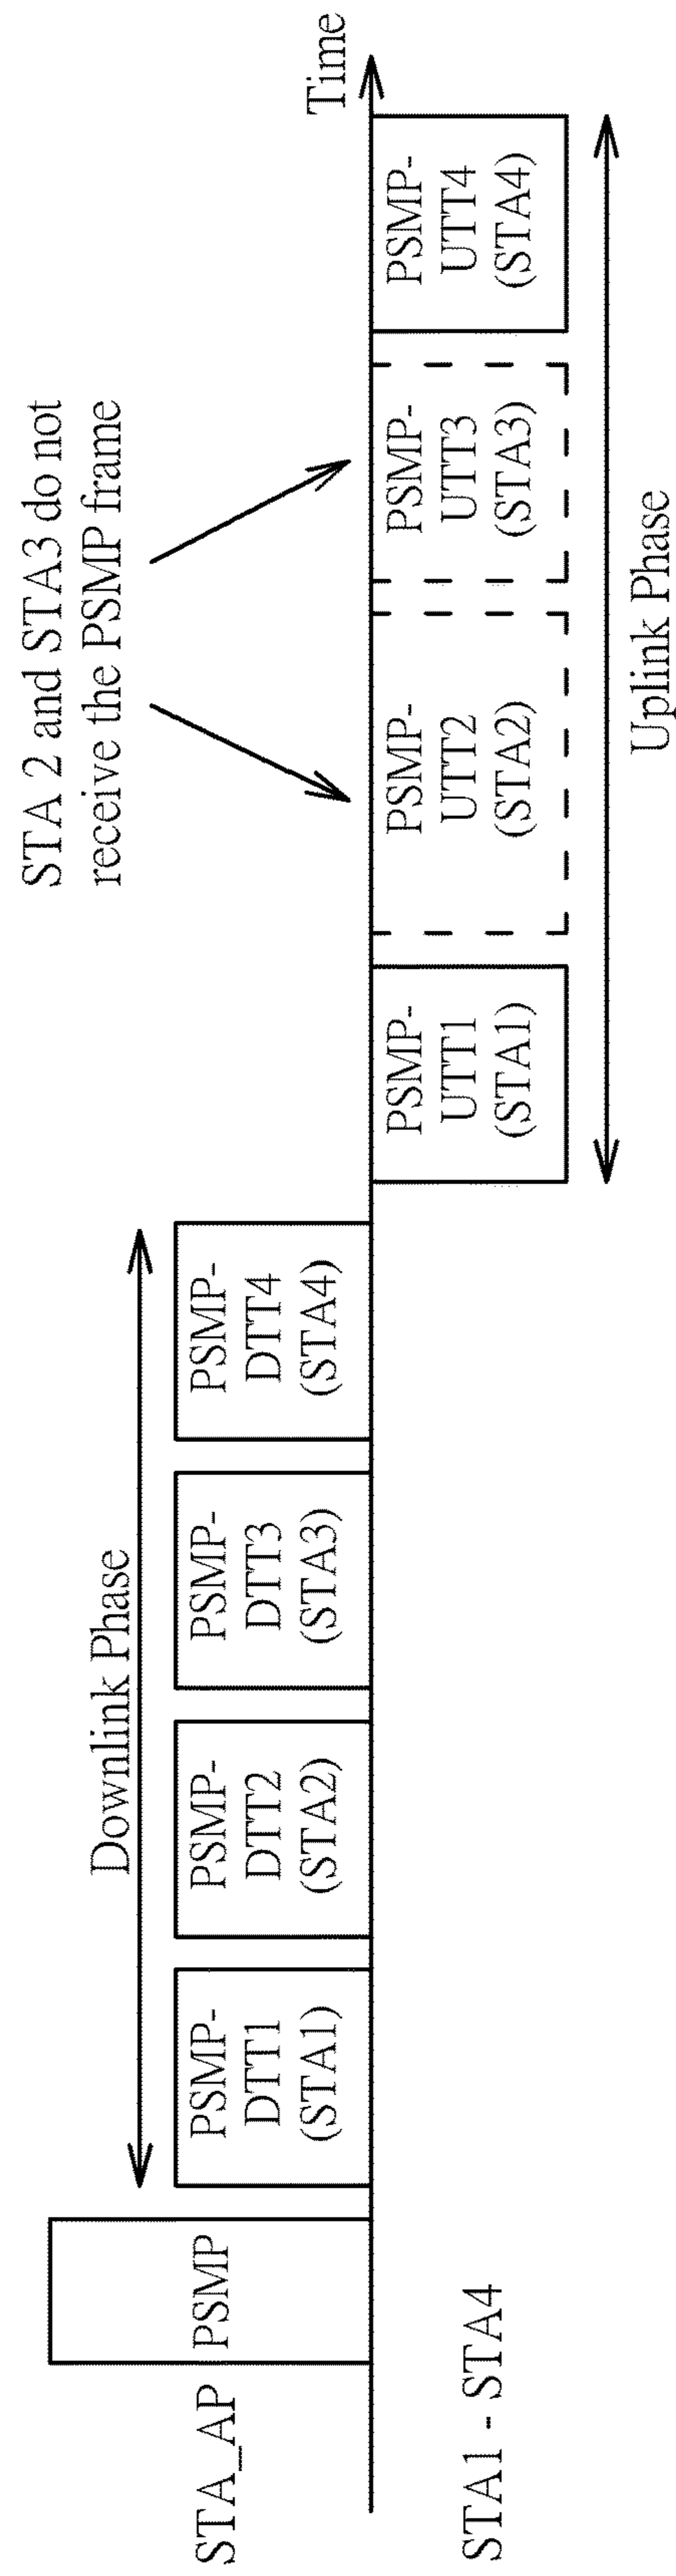 STA 2 and STA3 do not
receive the PSMP frame
Downlink Phase
Time
STA_AP
PSMP
PSMP-
DTT1
(STA1)
PSMP-
DTT2
(STA2)
PSMP-
DTT3
(STA3)
PSMP-
DTT4
(STA4)
STA1 - STA4
PSMP-
UTT1
(STA1)
PSMP-
UTT2
(STA2)
PSMP-
UTT3
(STA3)
PSMP-
UTT4
(STA4)
Uplink Phase